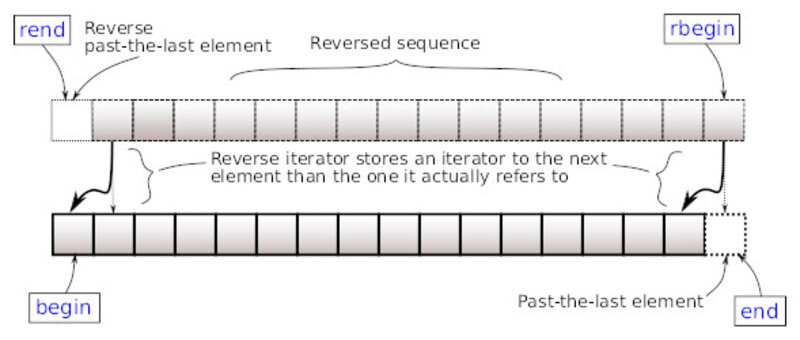 rend
Reverse
past-the-last element
Reversed sequence
rbegin
Reverse iterator stores an iterator to the next
element than the one it actually refers to
begin
Past-the-last element
end